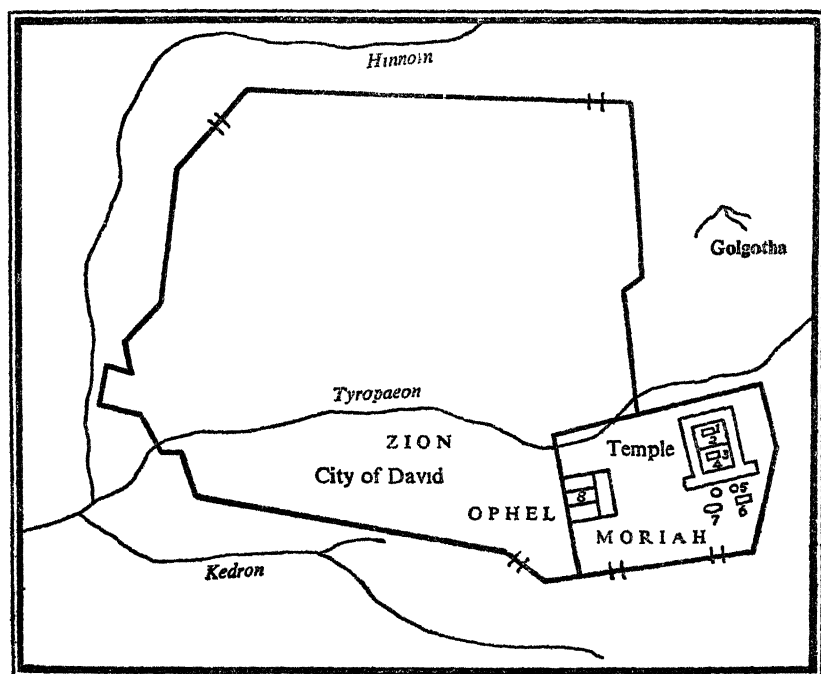 Hinnom
Golgotha
Tyropaeon
ZION
City of David
Temple
1
2
3
4
5
6
7
8
OPHEL
MORIAH
Kedron